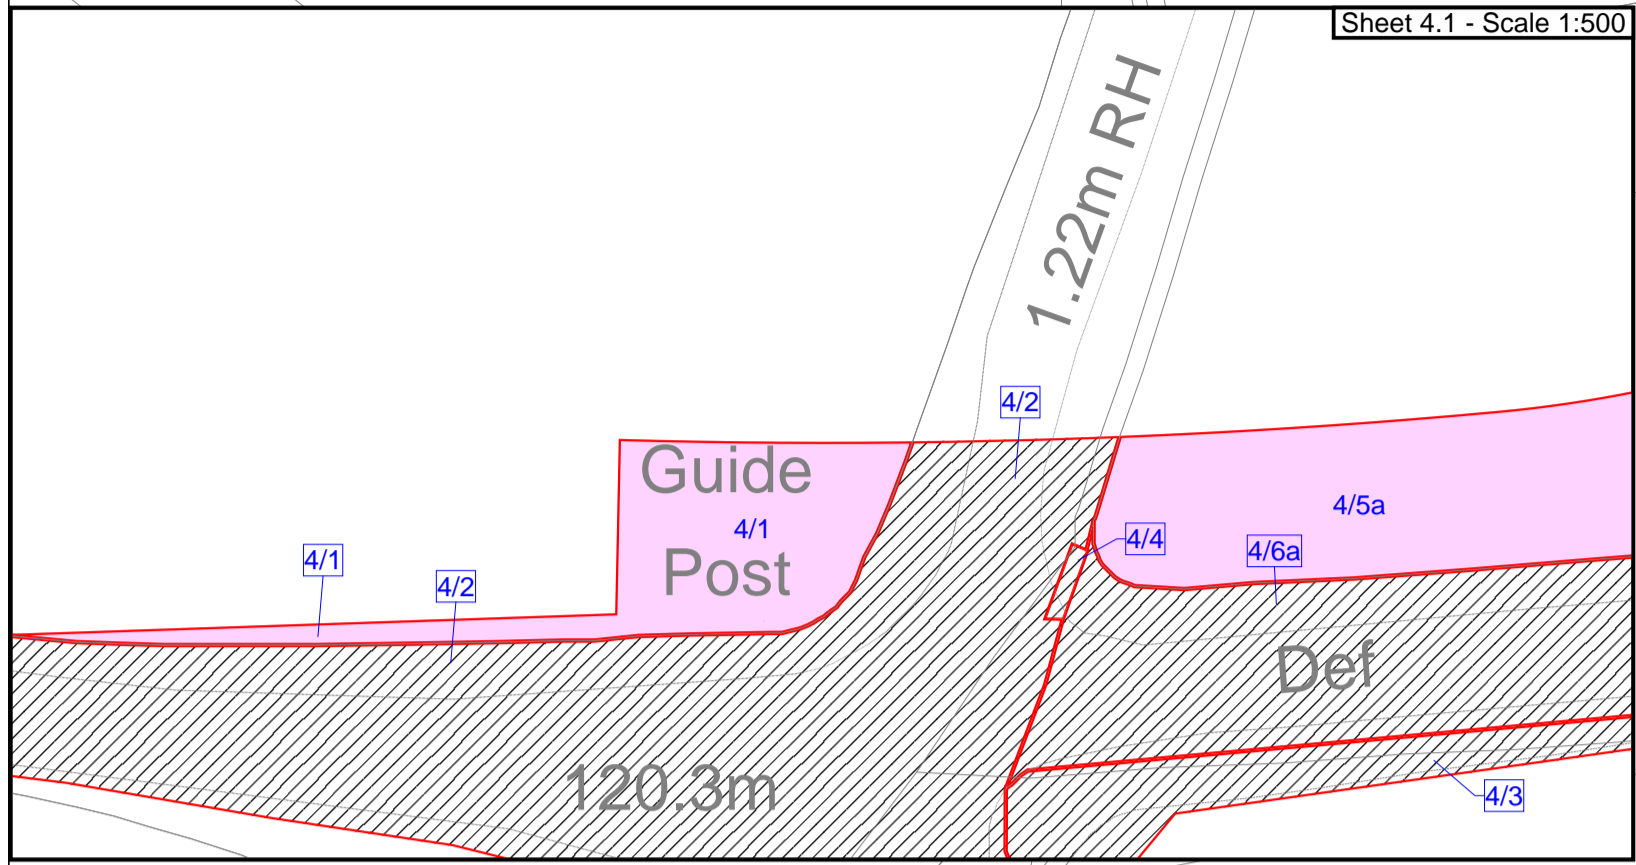 Sheet 4.1 - Scale 1:500
1.22m RH
4/2
Guide
4/1
Post
4/5a
4/4
4/6a
4/1
4/2
Def
120.3m
4/3